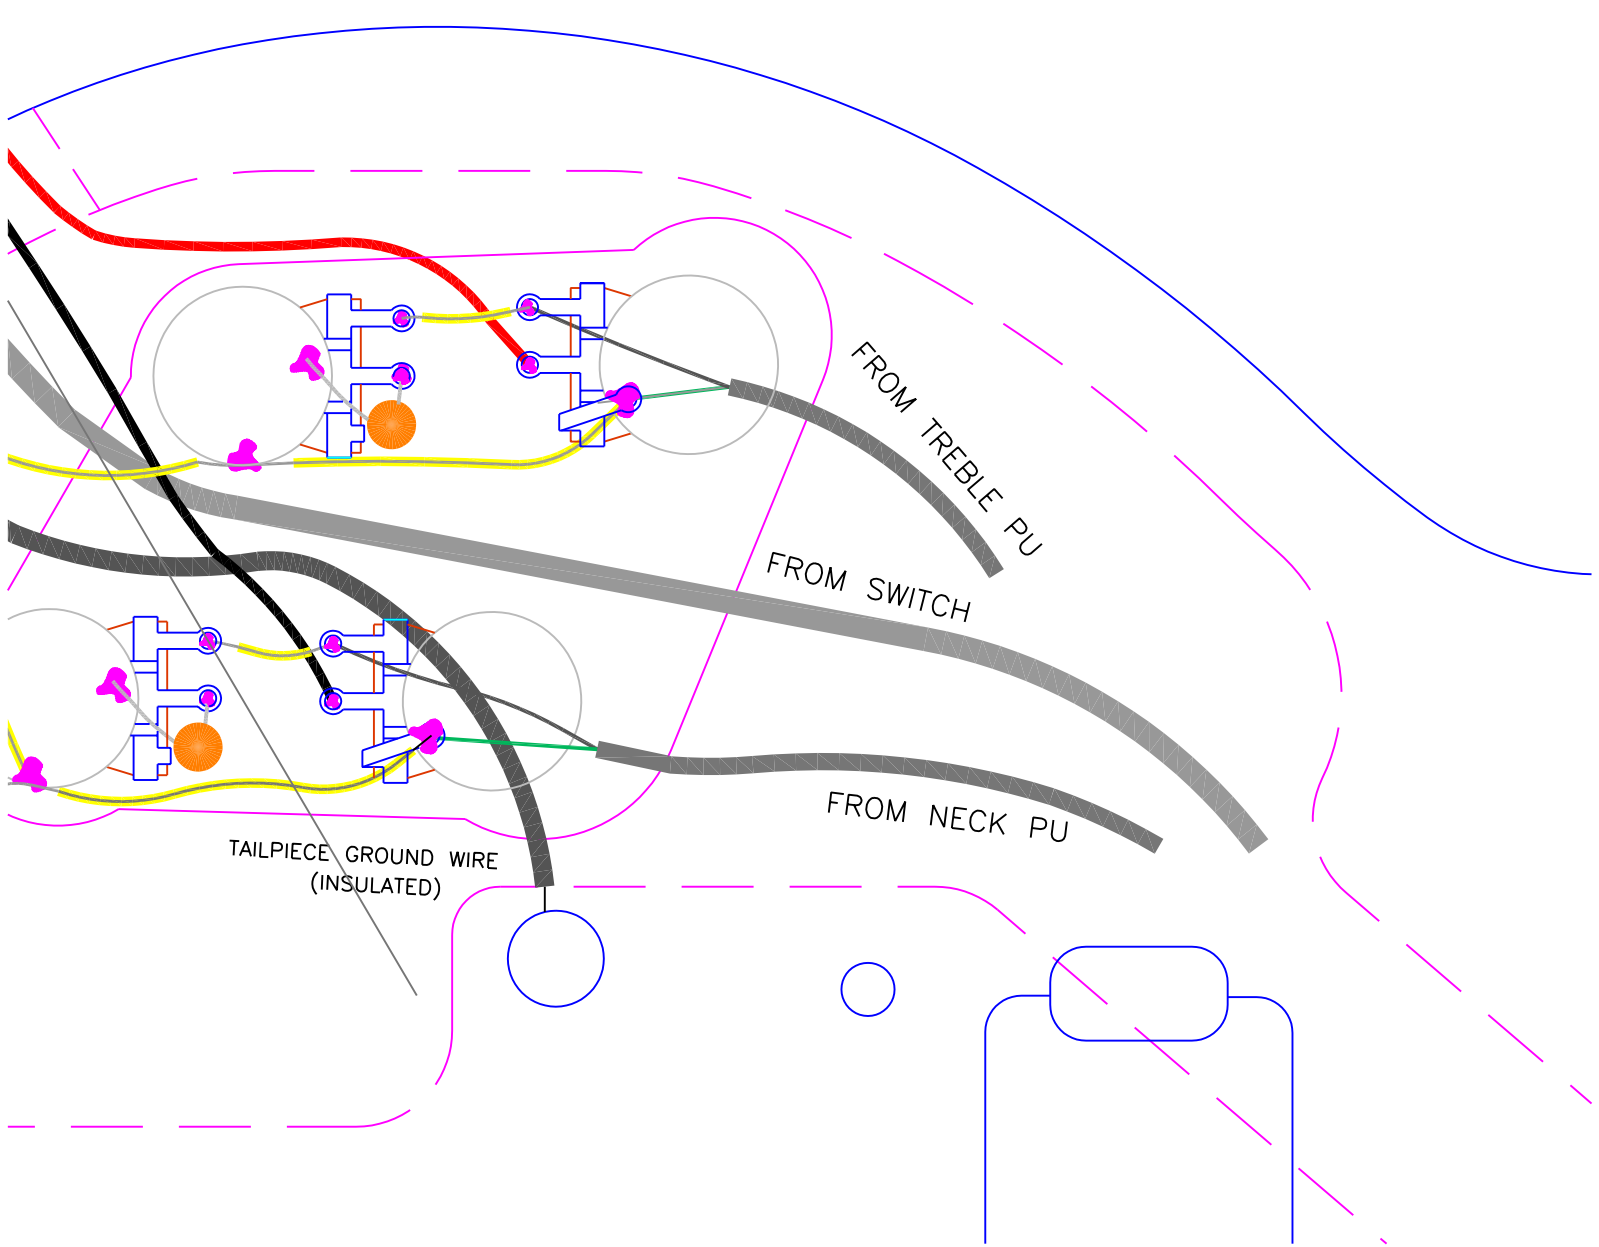 FROM TREBLE PU
FROM SWITCH
FROM NECK PU
TAILPIECE GROUND WIRE
(INSULATED)